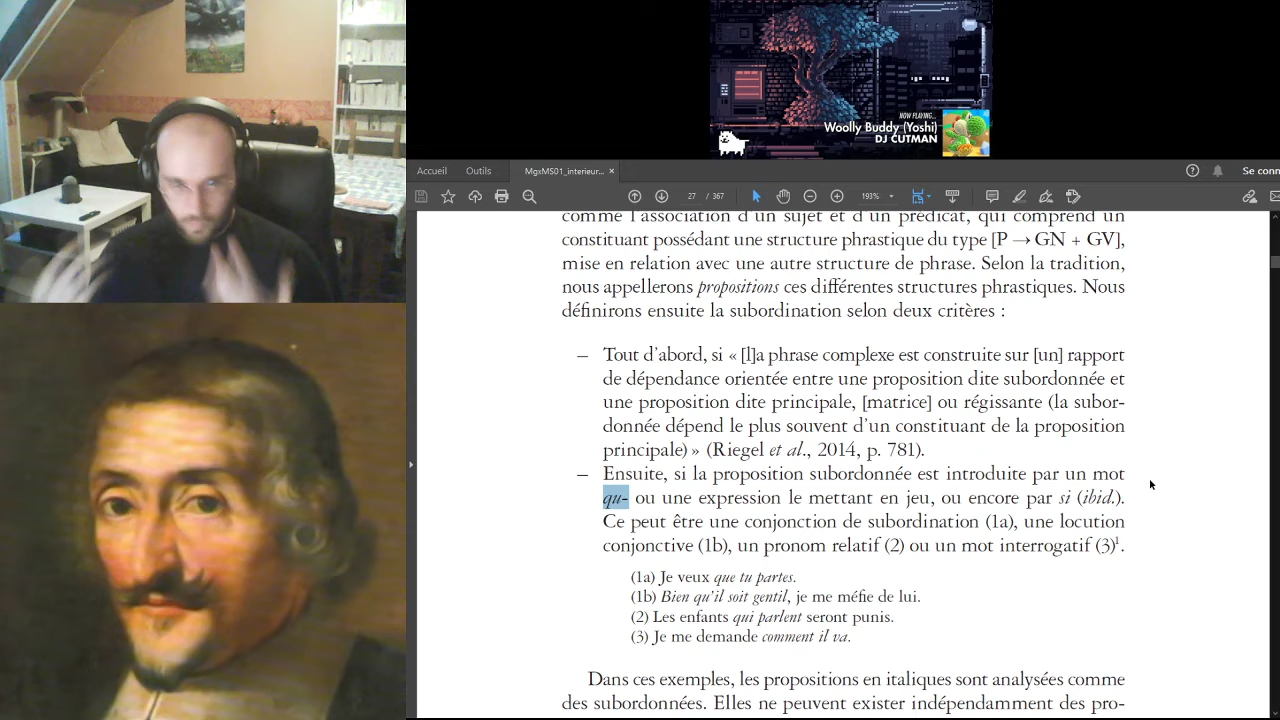 NOW PLAYING...
Woolly Buddy (Yoshi)
DJ CUTMAN
Accueil
Outils
MgxMS01_interieur... ×
Se conn
27 / 367
193%
comme l'association d'un sujet et d'un prédicat, qui comprend un
constituant possédant une structure phrastique du type [P → GN + GV],
mise en relation avec une autre structure de phrase. Selon la tradition,
nous appellerons propositions ces différentes structures phrastiques. Nous
définirons ensuite la subordination selon deux critères :
– Tout d'abord, si « [l]a phrase complexe est construite sur [un] rapport
de dépendance orientée entre une proposition dite subordonnée et
une proposition dite principale, [matrice] ou régissante (la subor-
donnée dépend le plus souvent d'un constituant de la proposition
principale) » (Riegel et al., 2014, p. 781).
– Ensuite, si la proposition subordonnée est introduite par un mot
qu- ou une expression le mettant en jeu, ou encore par si (ibid.).
Ce peut être une conjonction de subordination (1a), une locution
conjonctive (1b), un pronom relatif (2) ou un mot interrogatif (3)¹.
(1a) Je veux que tu partes.
(1b) Bien qu'il soit gentil, je me méfie de lui.
(2) Les enfants qui parlent seront punis.
(3) Je me demande comment il va.
Dans ces exemples, les propositions en italiques sont analysées comme
des subordonnées. Elles ne peuvent exister indépendamment des pro-